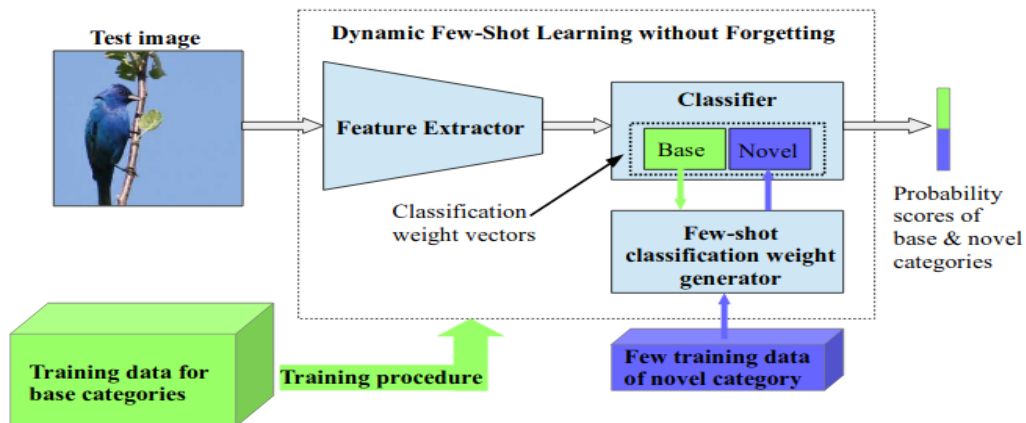 Test image
Dynamic Few-Shot Learning without Forgetting
Feature Extractor
Classifier
Base
Novel
Classification
weight vectors
Few-shot
classification weight
generator
Probability
scores of
base & novel
categories
Training data for
base categories
Training procedure
Few training data
of novel category